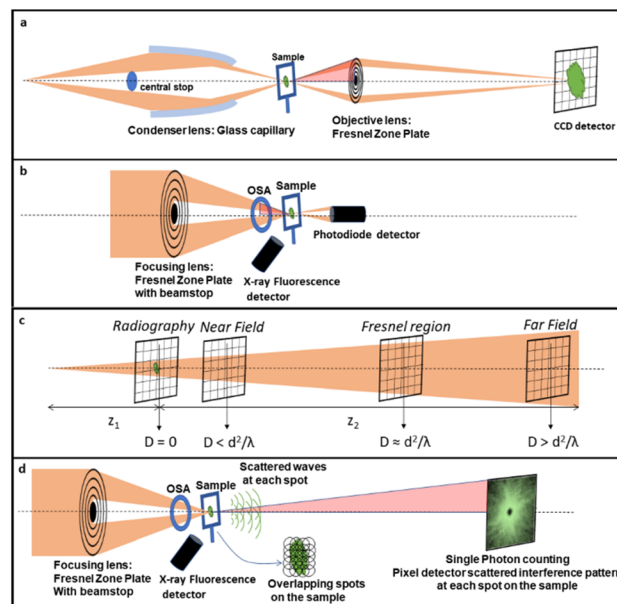 a
Sample
central stop
Condenser lens: Glass capillary
Objective lens:
Fresnel Zone Plate
CCD detector
b
OSA
Sample
Photodiode detector
Focusing lens:
Fresnel Zone Plate
with beamstop
X-ray Fluorescence
detector
c
Radiography
Near Field
Fresnel region
Far Field
z1
z2
D = 0
D < d²/λ
D ≈ d²/λ
D > d²/λ
d
OSA
Sample
Scattered waves
at each spot
Focusing lens:
Fresnel Zone Plate
With beamstop
X-ray Fluorescence
detector
Overlapping spots
on the sample
Single Photon counting
Pixel detector scattered interference pattern
at each spot on the sample